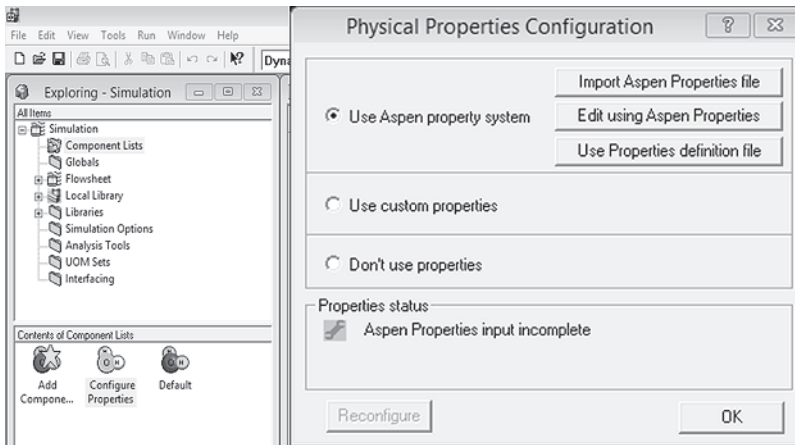 File Edit View Tools Run Window Help
Dyna
Exploring - Simulation
All Items
Simulation
Component Lists
Globals
Flowsheet
Local Library
Libraries
Simulation Options
Analysis Tools
UOM Sets
Interfacing
Contents of Component Lists
Add
Compone...
Configure
Properties
Default
Physical Properties Configuration
Import Aspen Properties file
Use Aspen property system
Edit using Aspen Properties
Use Properties definition file
Use custom properties
Don't use properties
Properties status
Aspen Properties input incomplete
Reconfigure
OK